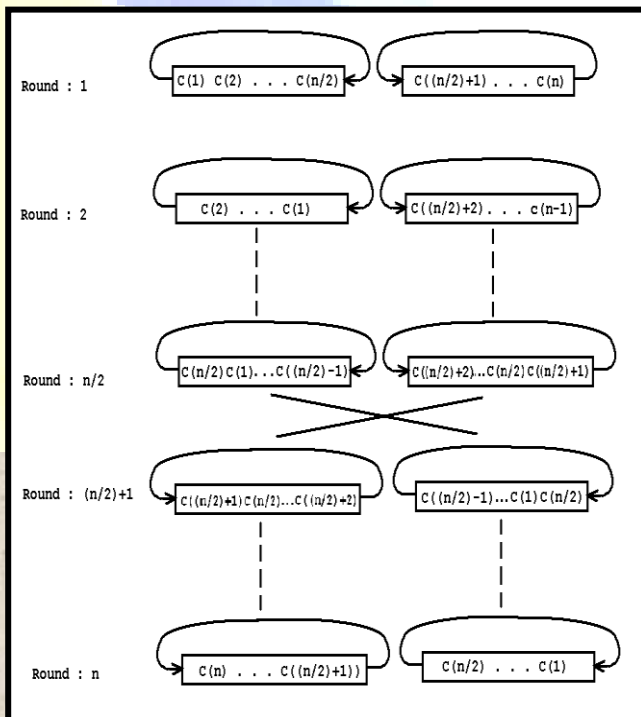 Round : 1
C(1) C(2) . . . C(n/2)
C((n/2)+1) . . . C(n)
Round : 2
C(2) . . . C(1)
C((n/2)+2) . . . c(n-1)
Round : n/2
C(n/2)C(1)...C((n/2)-1)
C((n/2)+2)...C(n/2)C((n/2)+1)
Round : (n/2)+1
C((n/2)+1)C(n/2)...C((n/2)+2)
C((n/2)-1)...C(1)C(n/2)
Round : n
C(n) . . . C((n/2)+1))
C(n/2) . . . C(1)